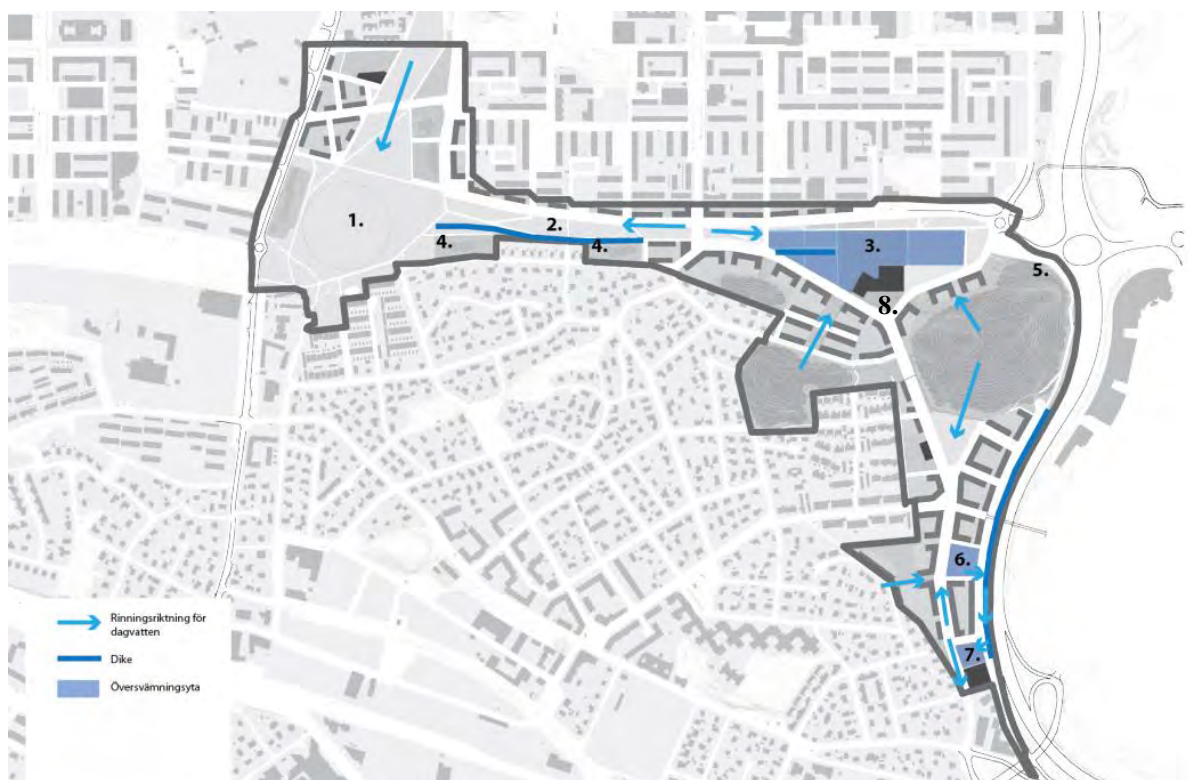 1.
2.
3.
4.
4.
5.
8.
6.
7.
Rinningsriktning för
dagvatten
Dike
Översvämningsyta